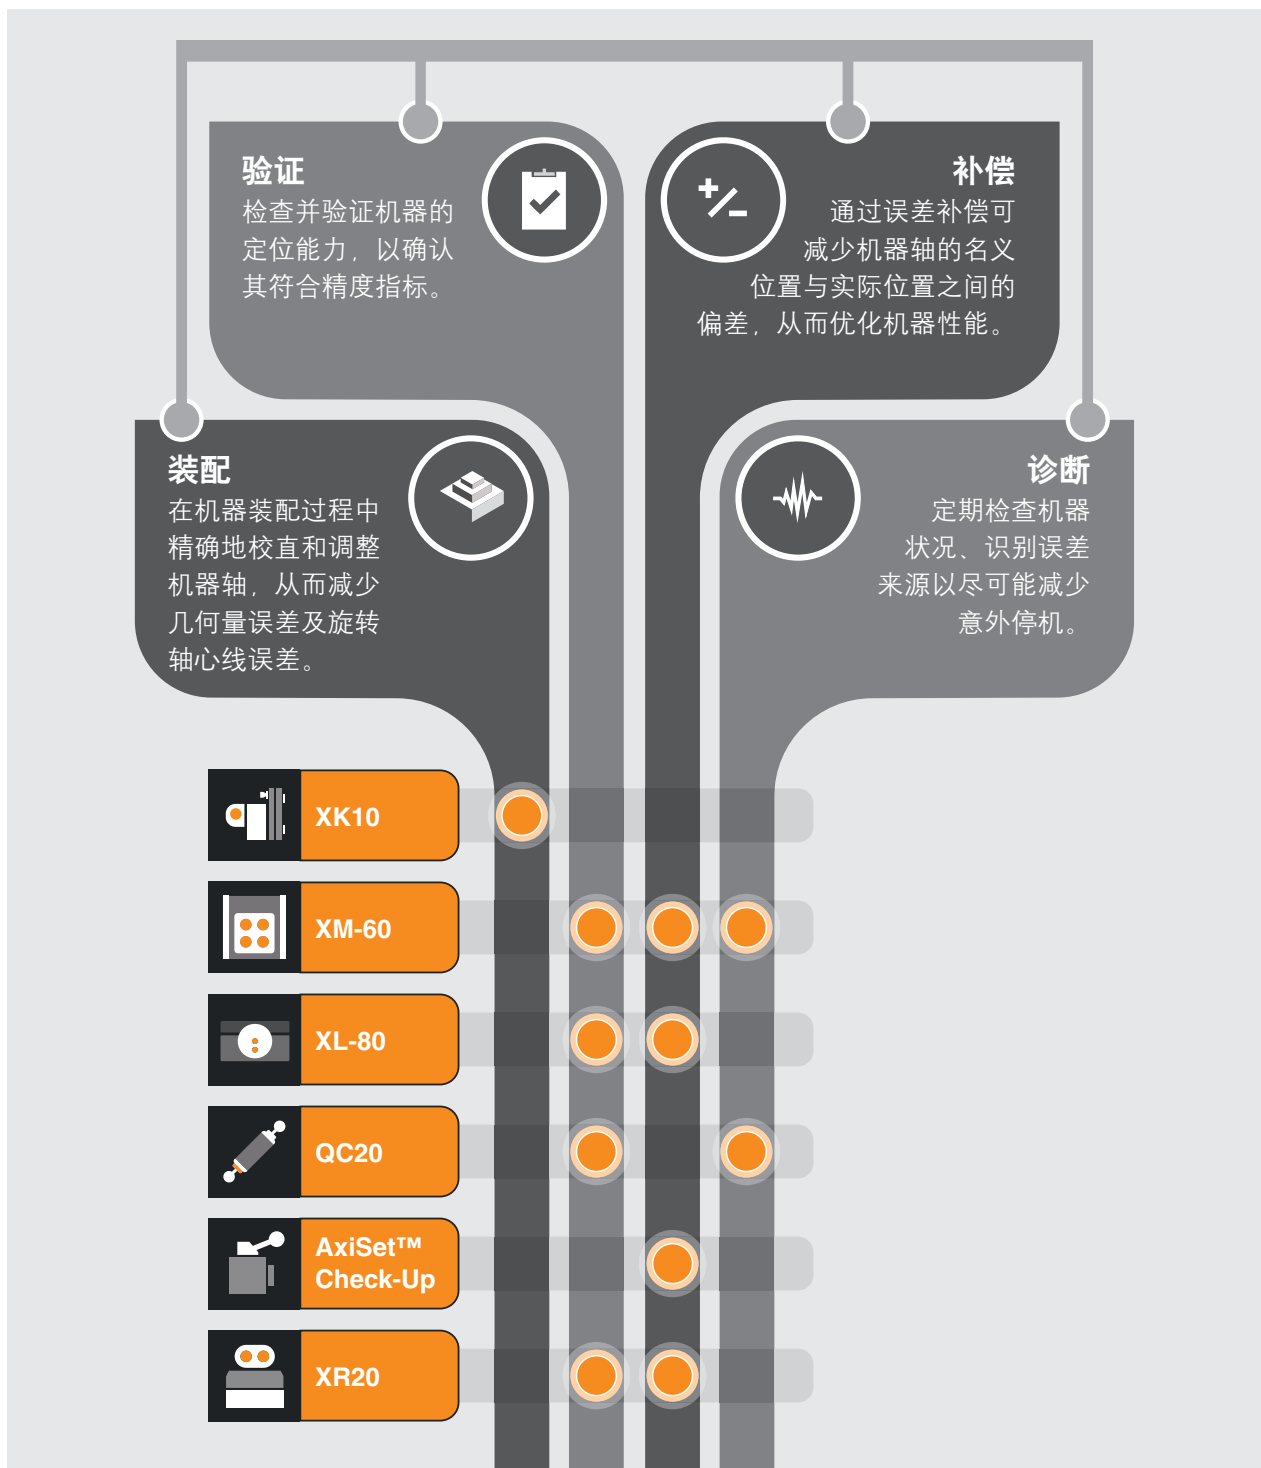 验证
检查并验证机器的
定位能力，以确认
其符合精度指标。
补偿
通过误差补偿可
减少机器轴的名义
位置与实际位置之间的
偏差，从而优化机器性能。
装配
在机器装配过程中
精确地校直和调整
机器轴，从而减少
几何量误差及旋转
轴心线误差。
诊断
定期检查机器
状况、识别误差
来源以尽可能减少
意外停机。
XK10
XM-60
XL-80
QC20
AxiSet™
Check-Up
XR20